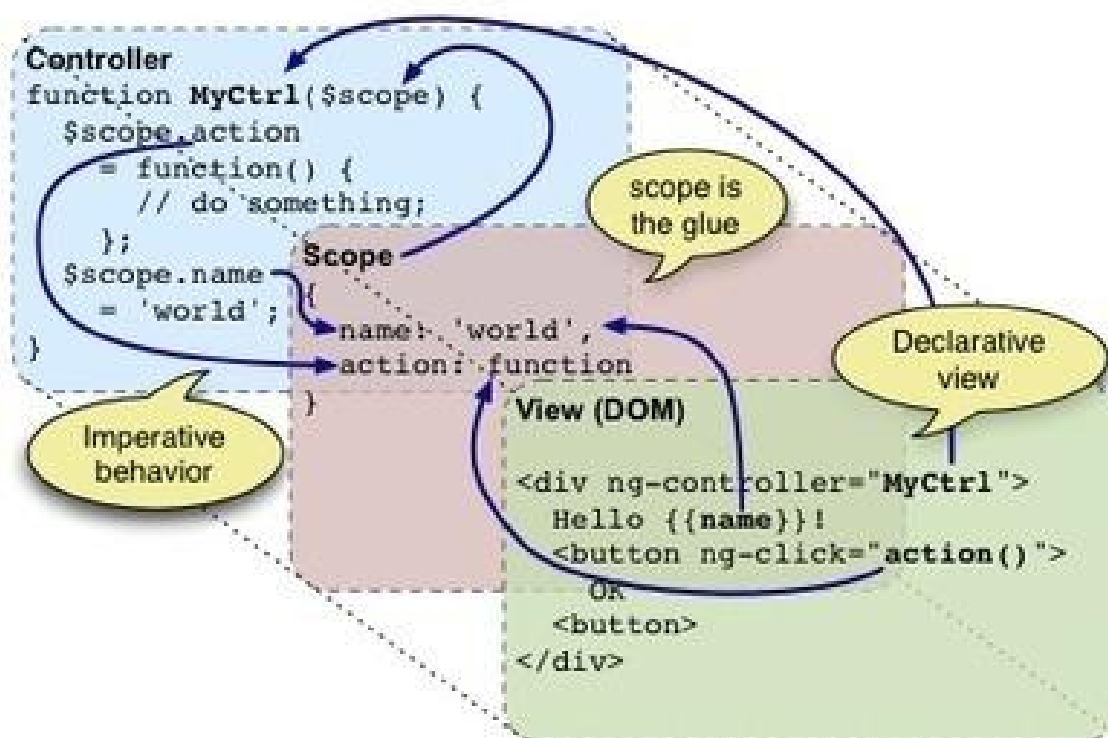 Controller
function MyCtrl($scope) {
$scope.action
= function() {
// do something;
};
$scope.name
= 'world';
}
scope is
the glue
Scope
{
name: 'world',
action: function
}
Imperative
behavior
Declarative
view
View (DOM)
<div ng-controller="MyCtrl">
Hello {{name}}!
<button ng-click="action()">
OK
<button>
</div>